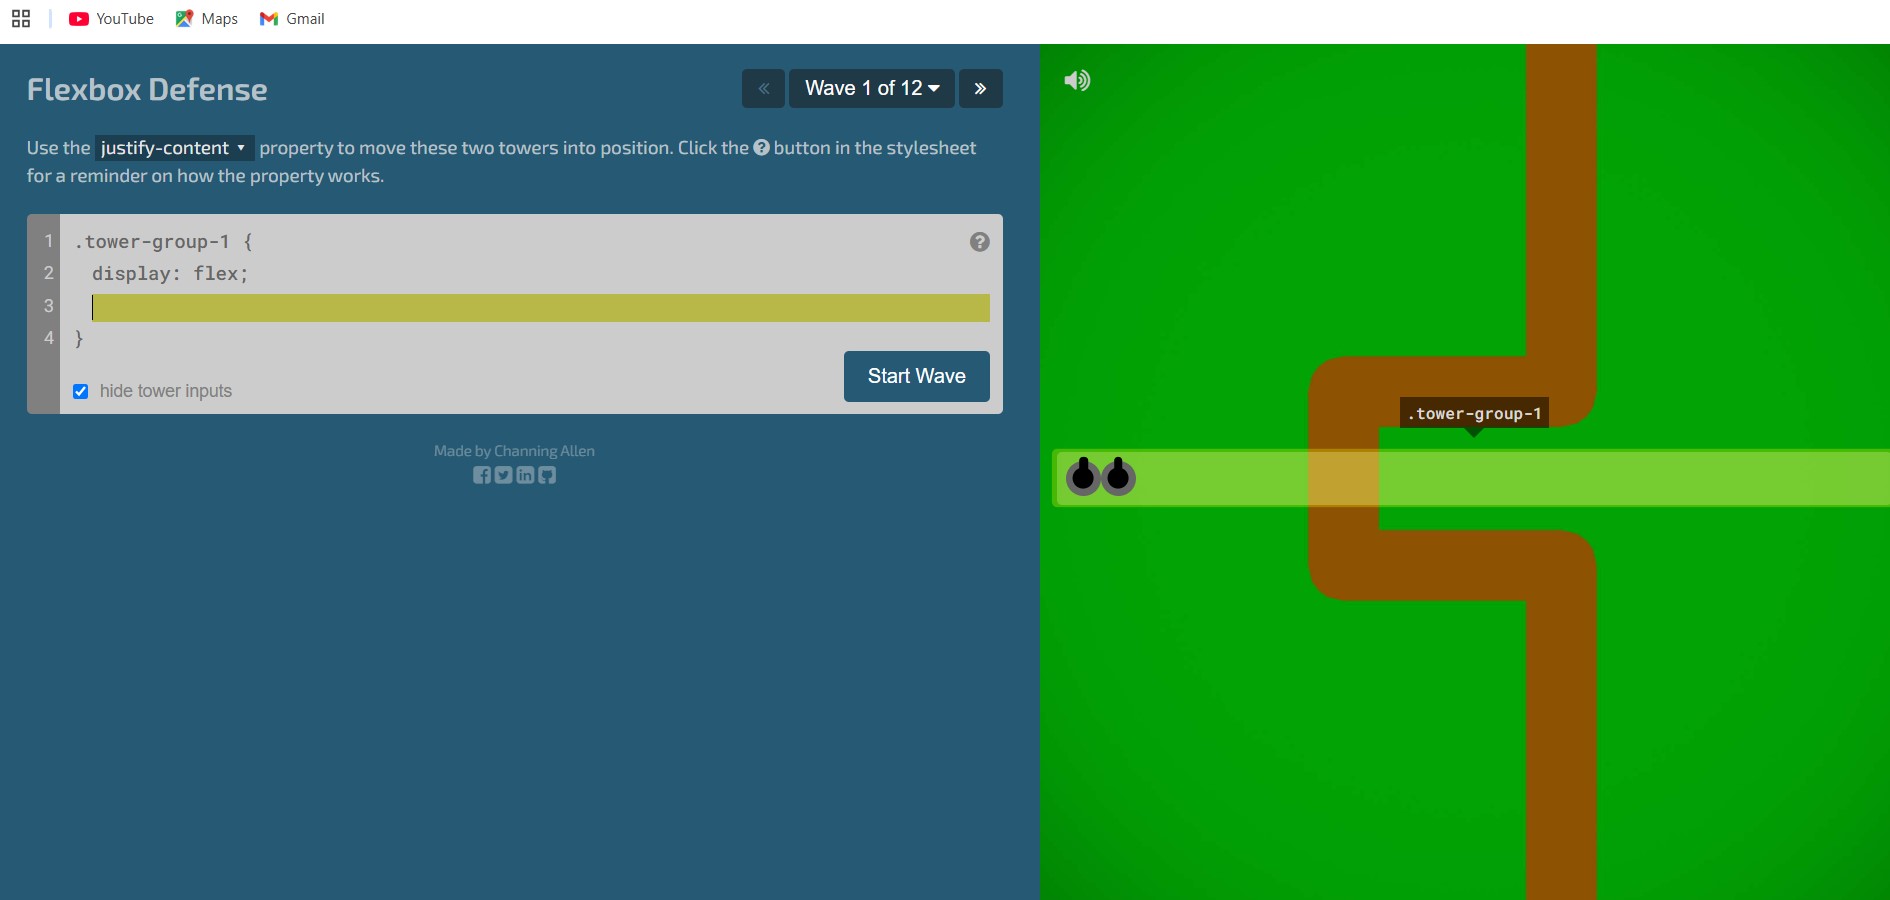 YouTube Maps Gmail
Flexbox Defense
« Wave 1 of 12 »
Use the justify-content property to move these two towers into position. Click the ? button in the stylesheet
for a reminder on how the property works.
1 .tower-group-1 {
2 display: flex;
3
4 }
hide tower inputs
Start Wave
Made by Channing Allen
.tower-group-1